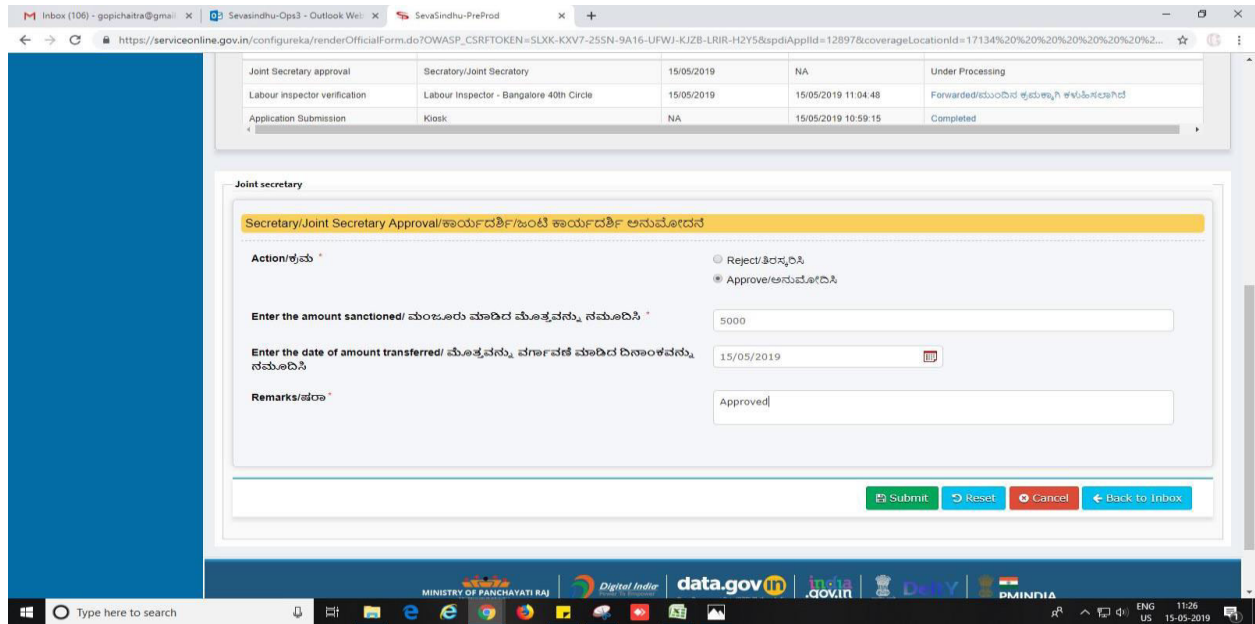 Inbox (106) - gopichaitra@gmail
Sevasindhu-Ops3 - Outlook Web
SevaSindhu-PreProd
https://serviceonline.gov.in/configureka/renderOfficialForm.do?OWASP_CSRFTOKEN=SLXK-KXV7-25SN-9A16-UFWJ-KJZB-LRIR-H2Y5&spdiApplId=12897&coverageLocationId=17134%20%20%20%20%20%20%20%2...
Joint Secretary approval Secratory/Joint Secratory 15/05/2019 NA Under Processing
Labour inspector verification Labour Inspector - Bangalore 40th Circle 15/05/2019 15/05/2019 11:04:48 Forwarded/ಮುಂದಿನ ಕ್ರಮಕ್ಕಾಗಿ ಕಳುಹಿಸಲಾಗಿದೆ
Application Submission Kiosk NA 15/05/2019 10:59:15 Completed
Joint secretary
Secretary/Joint Secretary Approval/ಕಾರ್ಯದರ್ಶಿ/ಜಂಟಿ ಕಾರ್ಯದರ್ಶಿ ಅನುಮೋದನೆ
Action/ಕ್ರಮ *
Reject/ತಿರಸ್ಕರಿಸಿ
Approve/ಅನುಮೋದಿಸಿ
Enter the amount sanctioned/ ಮಂಜೂರು ಮಾಡಿದ ಮೊತ್ತವನ್ನು ನಮೂದಿಸಿ *
5000
Enter the date of amount transferred/ ಮೊತ್ತವನ್ನು ವರ್ಗಾವಣೆ ಮಾಡಿದ ದಿನಾಂಕವನ್ನು
ನಮೂದಿಸಿ
15/05/2019
Remarks/ಷರಾ *
Approved
Submit Reset Cancel Back to Inbox
MINISTRY OF PANCHAYATI RAJ
Digital India
Power To Empower
data.gov in
india.gov.in
PMINDIA
Type here to search
ENG
US
11:26
15-05-2019